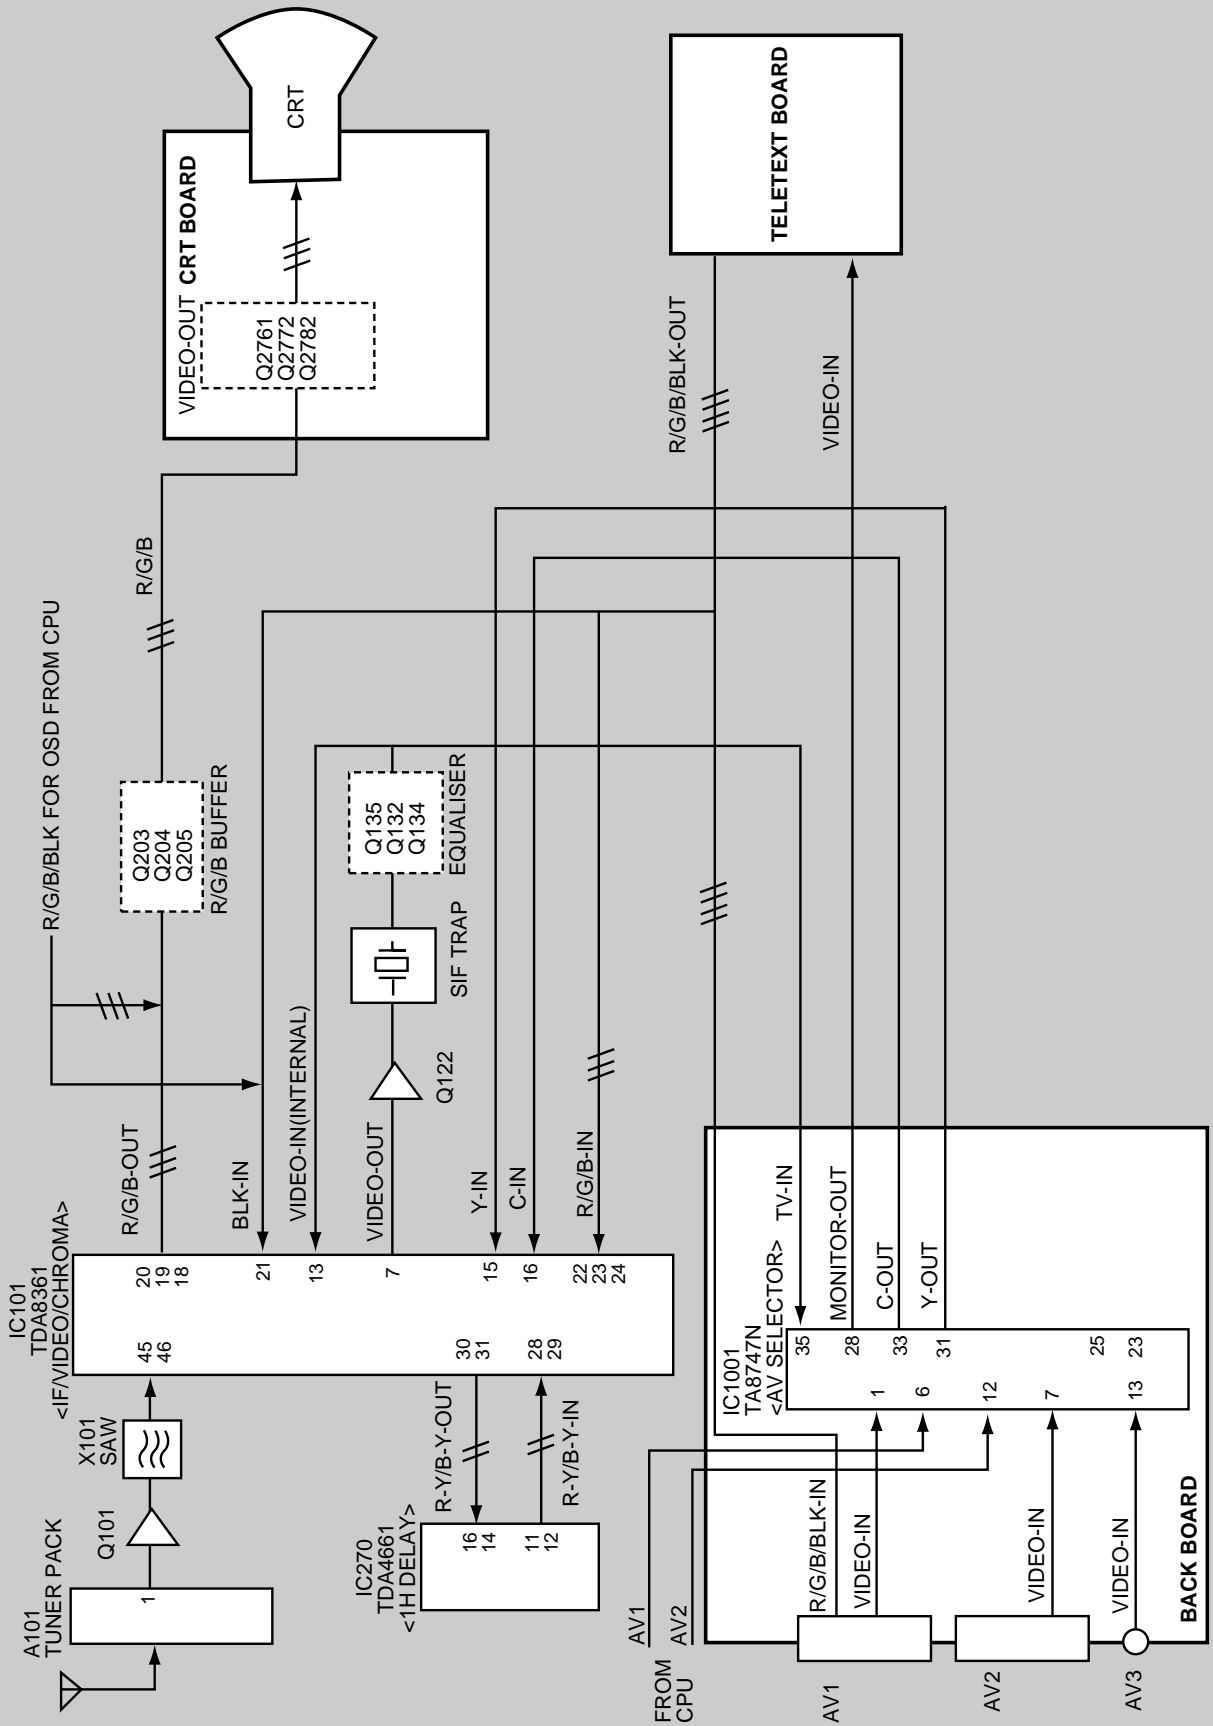 A101
TUNER PACK
1
Q101
X101
SAW
IC101
TDA8361
<IF/VIDEO/CHROMA>
45
46
20
19
18
R/G/B-OUT
R/G/B/BLK FOR OSD FROM CPU
Q203
Q204
Q205
R/G/B BUFFER
R/G/B
VIDEO-OUT
CRT BOARD
Q2761
Q2772
Q2782
CRT
21
BLK-IN
13
VIDEO-IN(INTERNAL)
7
VIDEO-OUT
Q122
SIF TRAP
Q135
Q132
Q134
EQUALISER
IC270
TDA4661
<1H DELAY>
16
14
11
12
R-Y/B-Y-OUT
R-Y/B-Y-IN
30
31
28
29
15
Y-IN
16
C-IN
22
23
24
R/G/B-IN
R/G/B/BLK-OUT
VIDEO-IN
TELETEXT BOARD
FROM
CPU
AV1
AV2
AV1
AV2
AV3
R/G/B/BLK-IN
VIDEO-IN
VIDEO-IN
VIDEO-IN
BACK BOARD
IC1001
TA8747N
<AV SELECTOR>
1
6
12
7
13
35
28
33
31
25
23
TV-IN
MONITOR-OUT
C-OUT
Y-OUT